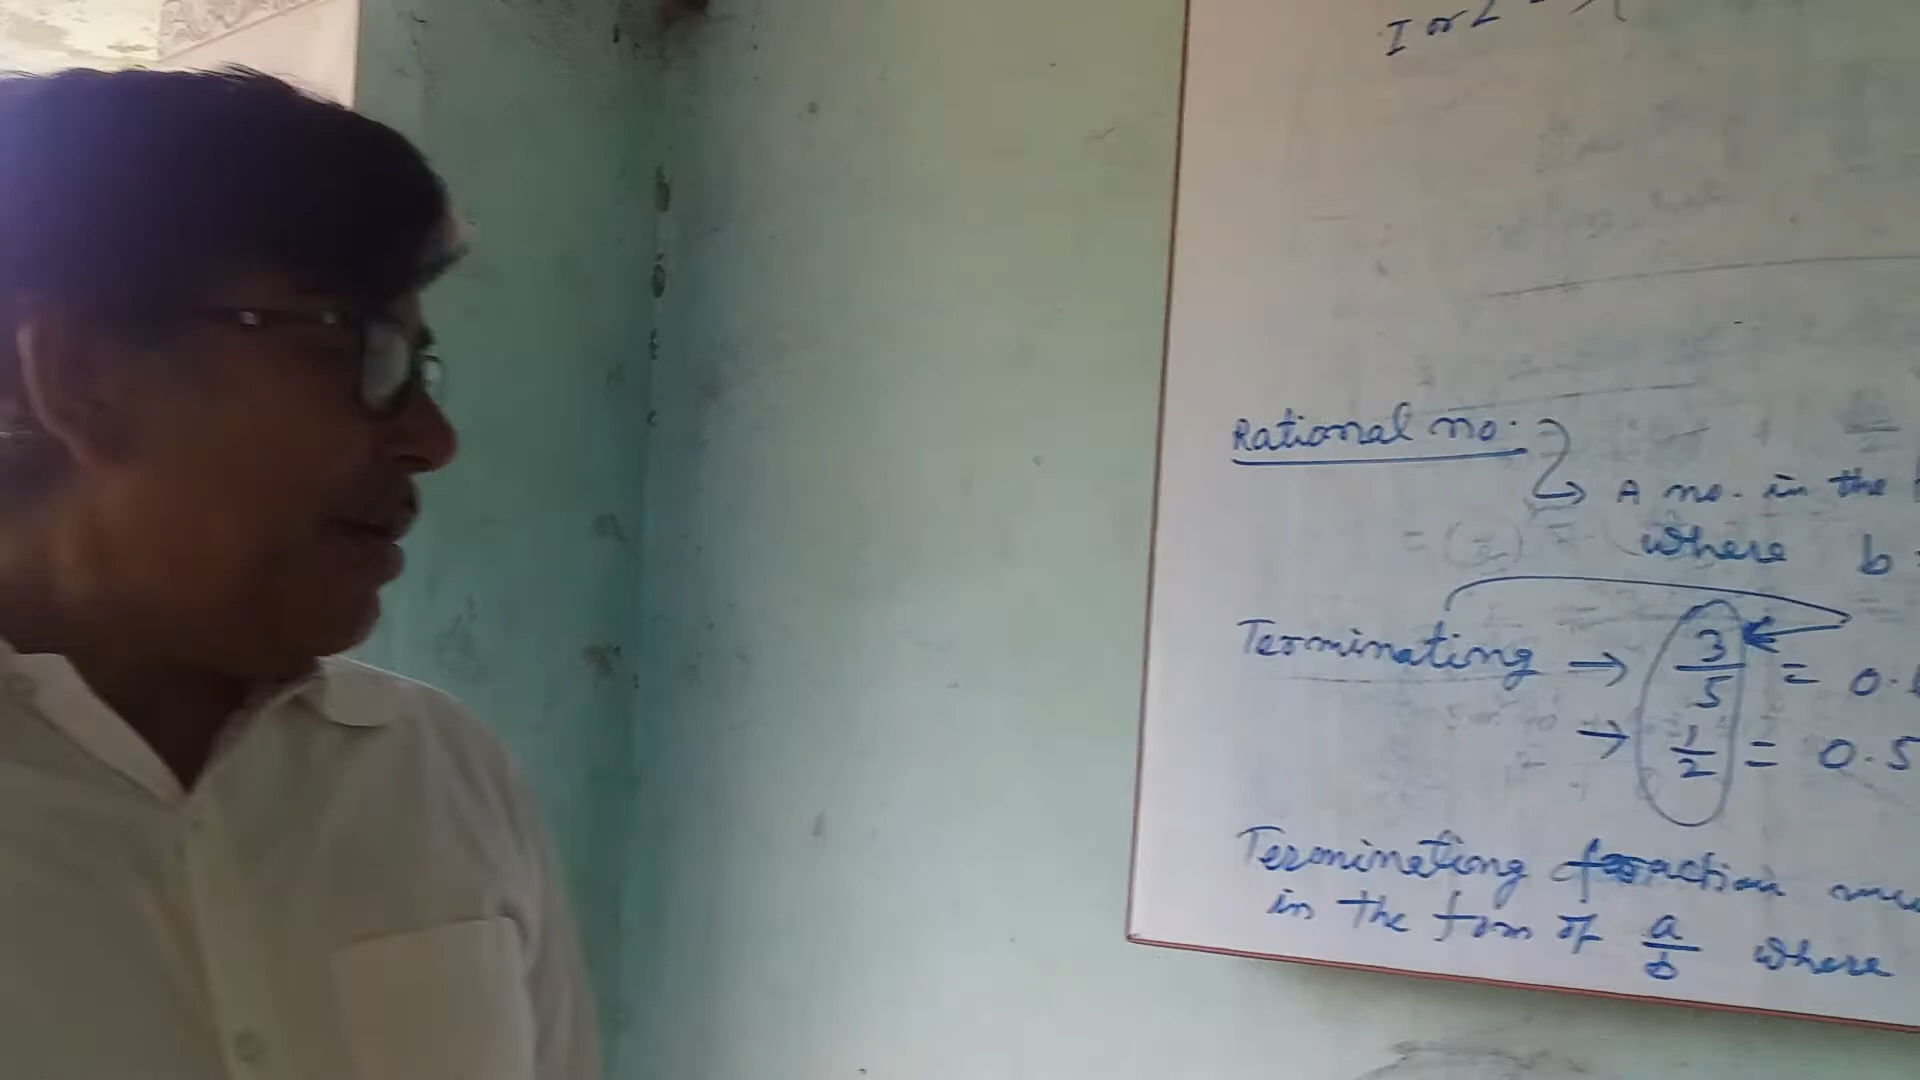 I or L
Rational no.
A no. in the
where b
Terminating → 3/5 = 0.
→ 1/2 = 0.5
Terminating fraction
in the form of a/b where